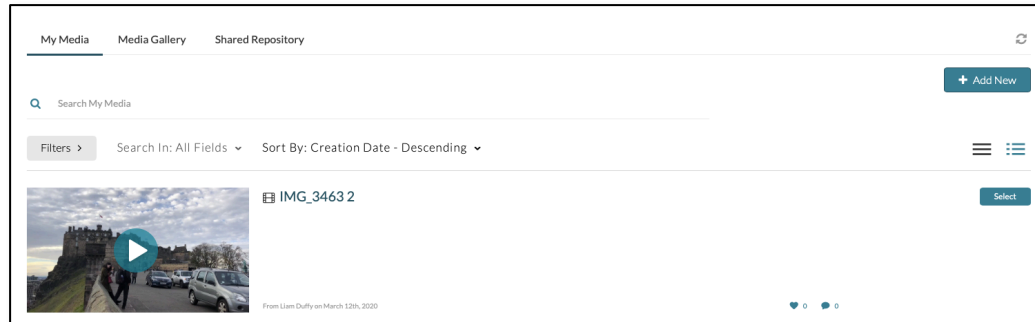 My Media Media Gallery Shared Repository
+ Add New
Search My Media
Filters > Search In: All Fields Sort By: Creation Date - Descending
IMG_3463 2
Select
From Liam Duffy on March 12th, 2020
0 0